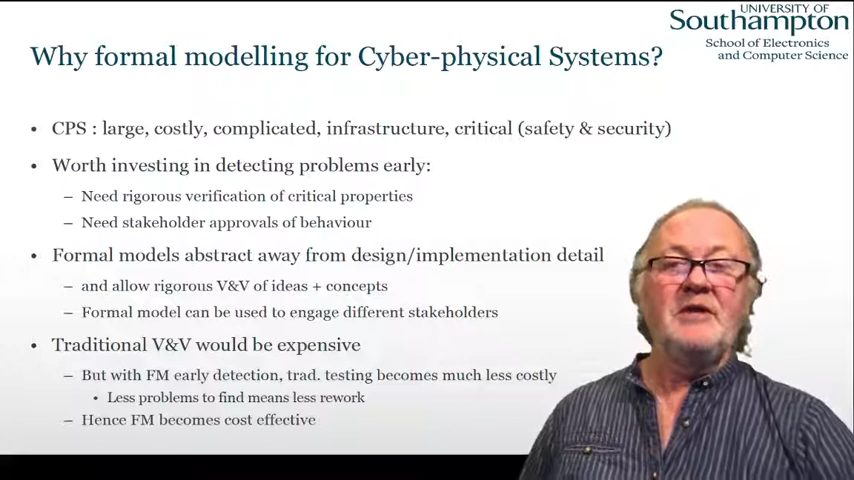 UNIVERSITY OF
Southampton
School of Electronics
and Computer Science
Why formal modelling for Cyber-physical Systems?
• CPS : large, costly, complicated, infrastructure, critical (safety & security)
• Worth investing in detecting problems early:
– Need rigorous verification of critical properties
– Need stakeholder approvals of behaviour
• Formal models abstract away from design/implementation detail
– and allow rigorous V&V of ideas + concepts
– Formal model can be used to engage different stakeholders
• Traditional V&V would be expensive
– But with FM early detection, trad. testing becomes much less costly
• Less problems to find means less rework
– Hence FM becomes cost effective